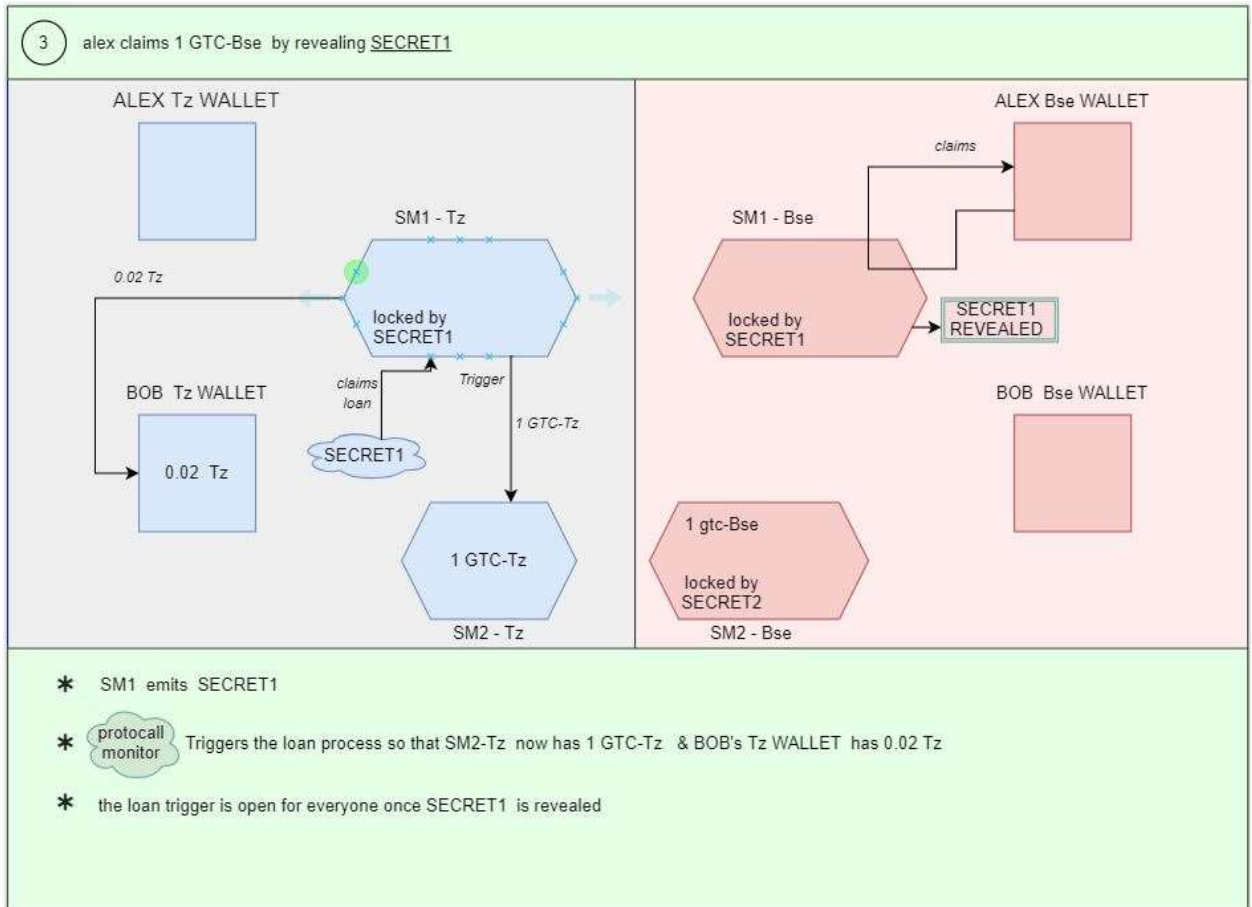 3
alex claims 1 GTC-Bse by revealing SECRET1
ALEX Tz WALLET
SM1 - Tz
0.02 Tz
locked by
SECRET1
claims
loan
Trigger
1 GTC-Tz
BOB Tz WALLET
0.02 Tz
SECRET1
1 GTC-Tz
SM2 - Tz
ALEX Bse WALLET
claims
SM1 - Bse
locked by
SECRET1
SECRET1
REVEALED
BOB Bse WALLET
1 gtc-Bse
locked by
SECRET2
SM2 - Bse
* SM1 emits SECRET1
* protocall
monitor
Triggers the loan process so that SM2-Tz now has 1 GTC-Tz & BOB's Tz WALLET has 0.02 Tz
* the loan trigger is open for everyone once SECRET1 is revealed